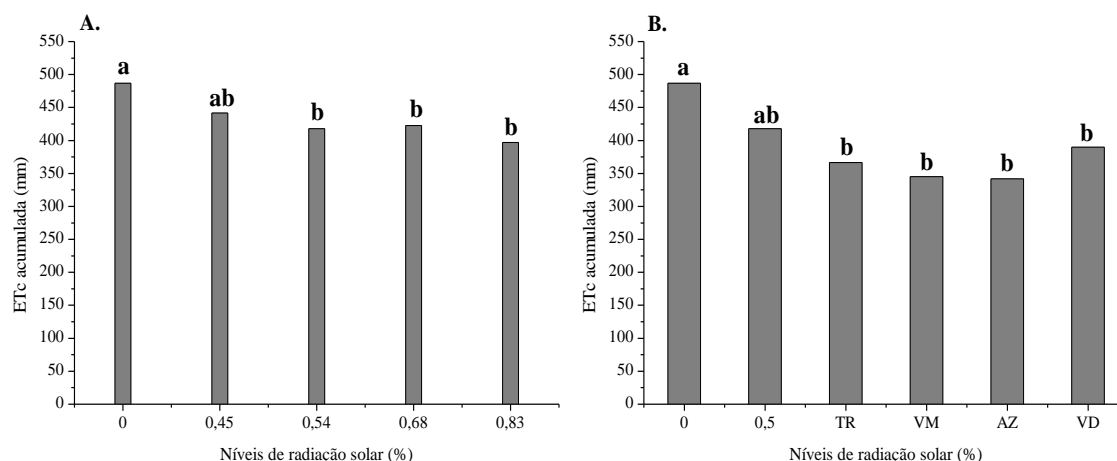 A.
ETc acumulada (mm)
550
500
450
400
350
300
250
200
150
100
50
0
a
ab
b
b
b
0
0,45
0,54
0,68
0,83
Níveis de radiação solar (%)
B.
ETc acumulada (mm)
550
500
450
400
350
300
250
200
150
100
50
0
a
ab
b
b
b
b
0
0,5
TR
VM
AZ
VD
Níveis de radiação solar (%)